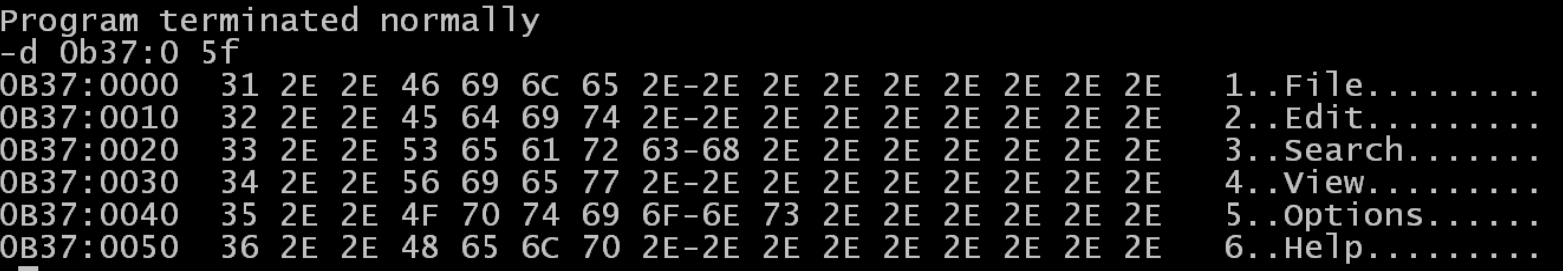 Program terminated normally
-d 0b37:0 5f
0B37:0000  31 2E 2E 46 69 6C 65 2E-2E 2E 2E 2E 2E 2E 2E 2E   1..File.........
0B37:0010  32 2E 2E 45 64 69 74 2E-2E 2E 2E 2E 2E 2E 2E 2E   2..Edit.........
0B37:0020  33 2E 2E 53 65 61 72 63-68 2E 2E 2E 2E 2E 2E 2E   3..Search.......
0B37:0030  34 2E 2E 56 69 65 77 2E-2E 2E 2E 2E 2E 2E 2E 2E   4..View.........
0B37:0040  35 2E 2E 4F 70 74 69 6F-6E 73 2E 2E 2E 2E 2E 2E   5..Options......
0B37:0050  36 2E 2E 48 65 6C 70 2E-2E 2E 2E 2E 2E 2E 2E 2E   6..Help.........